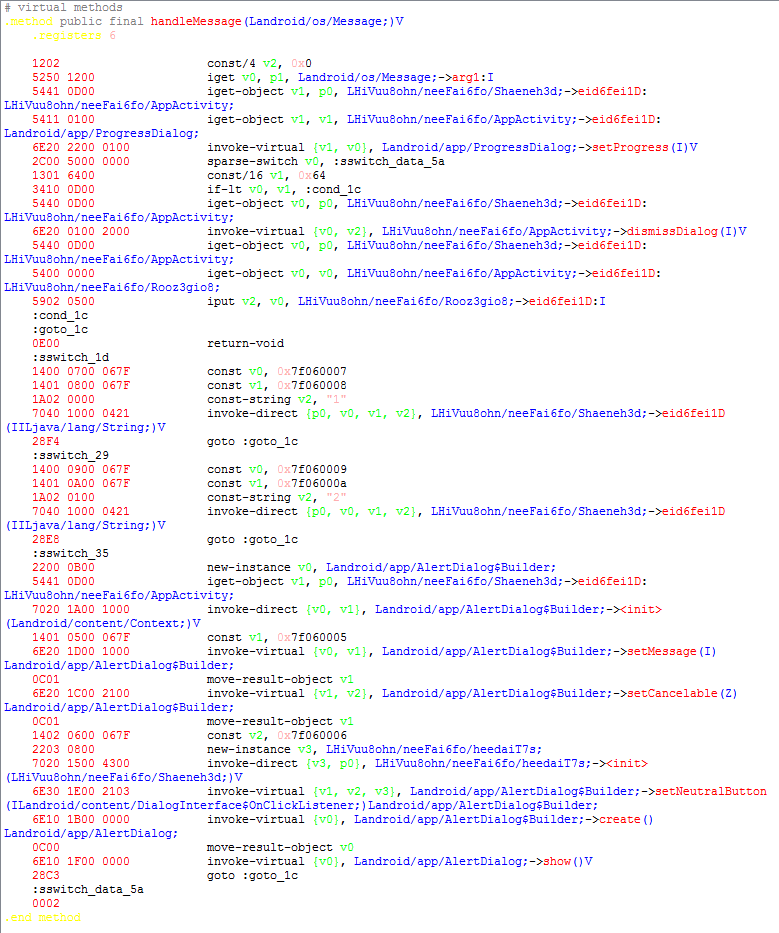 # virtual methods
.method public final handleMessage(Landroid/os/Message;)V
.registers 6
1202 const/4 v2, 0x0
5250 1200 iget v0, p1, Landroid/os/Message;->arg1:I
5441 0D00 iget-object v1, p0, LHiVuu8ohn/neeFai6fo/Shaeneh3d;->eid6fei1D:
LHiVuu8ohn/neeFai6fo/AppActivity;
5411 0100 iget-object v1, v1, LHiVuu8ohn/neeFai6fo/AppActivity;->eid6fei1D:
Landroid/app/ProgressDialog;
6E20 2200 0100 invoke-virtual {v1, v0}, Landroid/app/ProgressDialog;->setProgress(I)V
2C00 5000 0000 sparse-switch v0, :sswitch_data_5a
1301 6400 const/16 v1, 0x64
3410 0D00 if-lt v0, v1, :cond_1c
5440 0D00 iget-object v0, p0, LHiVuu8ohn/neeFai6fo/Shaeneh3d;->eid6fei1D:
LHiVuu8ohn/neeFai6fo/AppActivity;
6E20 0100 2000 invoke-virtual {v0, v2}, LHiVuu8ohn/neeFai6fo/AppActivity;->dismissDialog(I)V
5440 0D00 iget-object v0, p0, LHiVuu8ohn/neeFai6fo/Shaeneh3d;->eid6fei1D:
LHiVuu8ohn/neeFai6fo/AppActivity;
5400 0000 iget-object v0, v0, LHiVuu8ohn/neeFai6fo/AppActivity;->eid6fei1D:
LHiVuu8ohn/neeFai6fo/Rooz3gio8;
5902 0500 iput v2, v0, LHiVuu8ohn/neeFai6fo/Rooz3gio8;->eid6fei1D:I
:cond_1c
:goto_1c
0E00 return-void
:sswitch_1d
1400 0700 067F const v0, 0x7f060007
1401 0800 067F const v1, 0x7f060008
1A02 0000 const-string v2, "1"
7040 1000 0421 invoke-direct {p0, v0, v1, v2}, LHiVuu8ohn/neeFai6fo/Shaeneh3d;->eid6fei1D
(IILjava/lang/String;)V
28F4 goto :goto_1c
:sswitch_29
1400 0900 067F const v0, 0x7f060009
1401 0A00 067F const v1, 0x7f06000a
1A02 0100 const-string v2, "2"
7040 1000 0421 invoke-direct {p0, v0, v1, v2}, LHiVuu8ohn/neeFai6fo/Shaeneh3d;->eid6fei1D
(IILjava/lang/String;)V
28E8 goto :goto_1c
:sswitch_35
2200 0B00 new-instance v0, Landroid/app/AlertDialog$Builder;
5441 0D00 iget-object v1, p0, LHiVuu8ohn/neeFai6fo/Shaeneh3d;->eid6fei1D:
LHiVuu8ohn/neeFai6fo/AppActivity;
7020 1A00 1000 invoke-direct {v0, v1}, Landroid/app/AlertDialog$Builder;-><init>
(Landroid/content/Context;)V
1401 0500 067F const v1, 0x7f060005
6E20 1D00 1000 invoke-virtual {v0, v1}, Landroid/app/AlertDialog$Builder;->setMessage(I)
Landroid/app/AlertDialog$Builder;
0C01 move-result-object v1
6E20 1C00 2100 invoke-virtual {v1, v2}, Landroid/app/AlertDialog$Builder;->setCancelable(Z)
Landroid/app/AlertDialog$Builder;
0C01 move-result-object v1
1402 0600 067F const v2, 0x7f060006
2203 0800 new-instance v3, LHiVuu8ohn/neeFai6fo/heedaiT7s;
7020 1500 4300 invoke-direct {v3, p0}, LHiVuu8ohn/neeFai6fo/heedaiT7s;-><init>
(LHiVuu8ohn/neeFai6fo/Shaeneh3d;)V
6E30 1E00 2103 invoke-virtual {v1, v2, v3}, Landroid/app/AlertDialog$Builder;->setNeutralButton
(ILandroid/content/DialogInterface$OnClickListener;)Landroid/app/AlertDialog$Builder;
6E10 1B00 0000 invoke-virtual {v0}, Landroid/app/AlertDialog$Builder;->create()
Landroid/app/AlertDialog;
0C00 move-result-object v0
6E10 1F00 0000 invoke-virtual {v0}, Landroid/app/AlertDialog;->show()V
28C3 goto :goto_1c
:sswitch_data_5a
0002
.end method